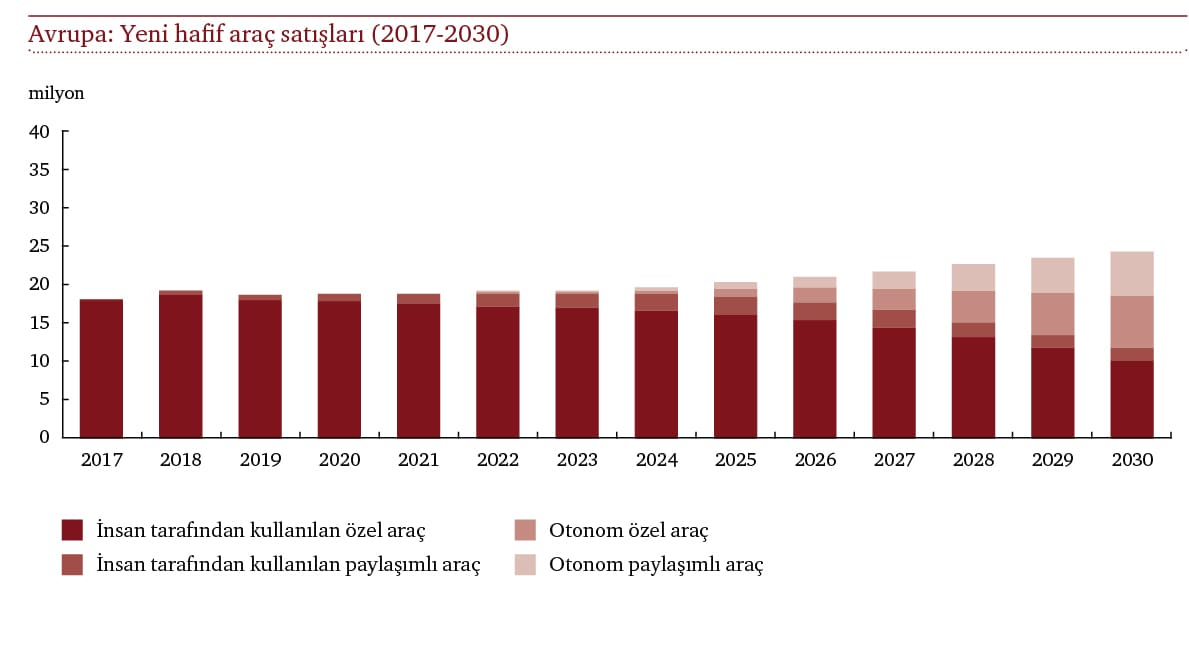 Avrupa: Yeni hafif araç satışları (2017-2030)
milyon
40
35
30
25
20
15
10
5
0
2017 2018 2019 2020 2021 2022 2023 2024 2025 2026 2027 2028 2029 2030
İnsan tarafından kullanılan özel araç
İnsan tarafından kullanılan paylaşımlı araç
Otonom özel araç
Otonom paylaşımlı araç